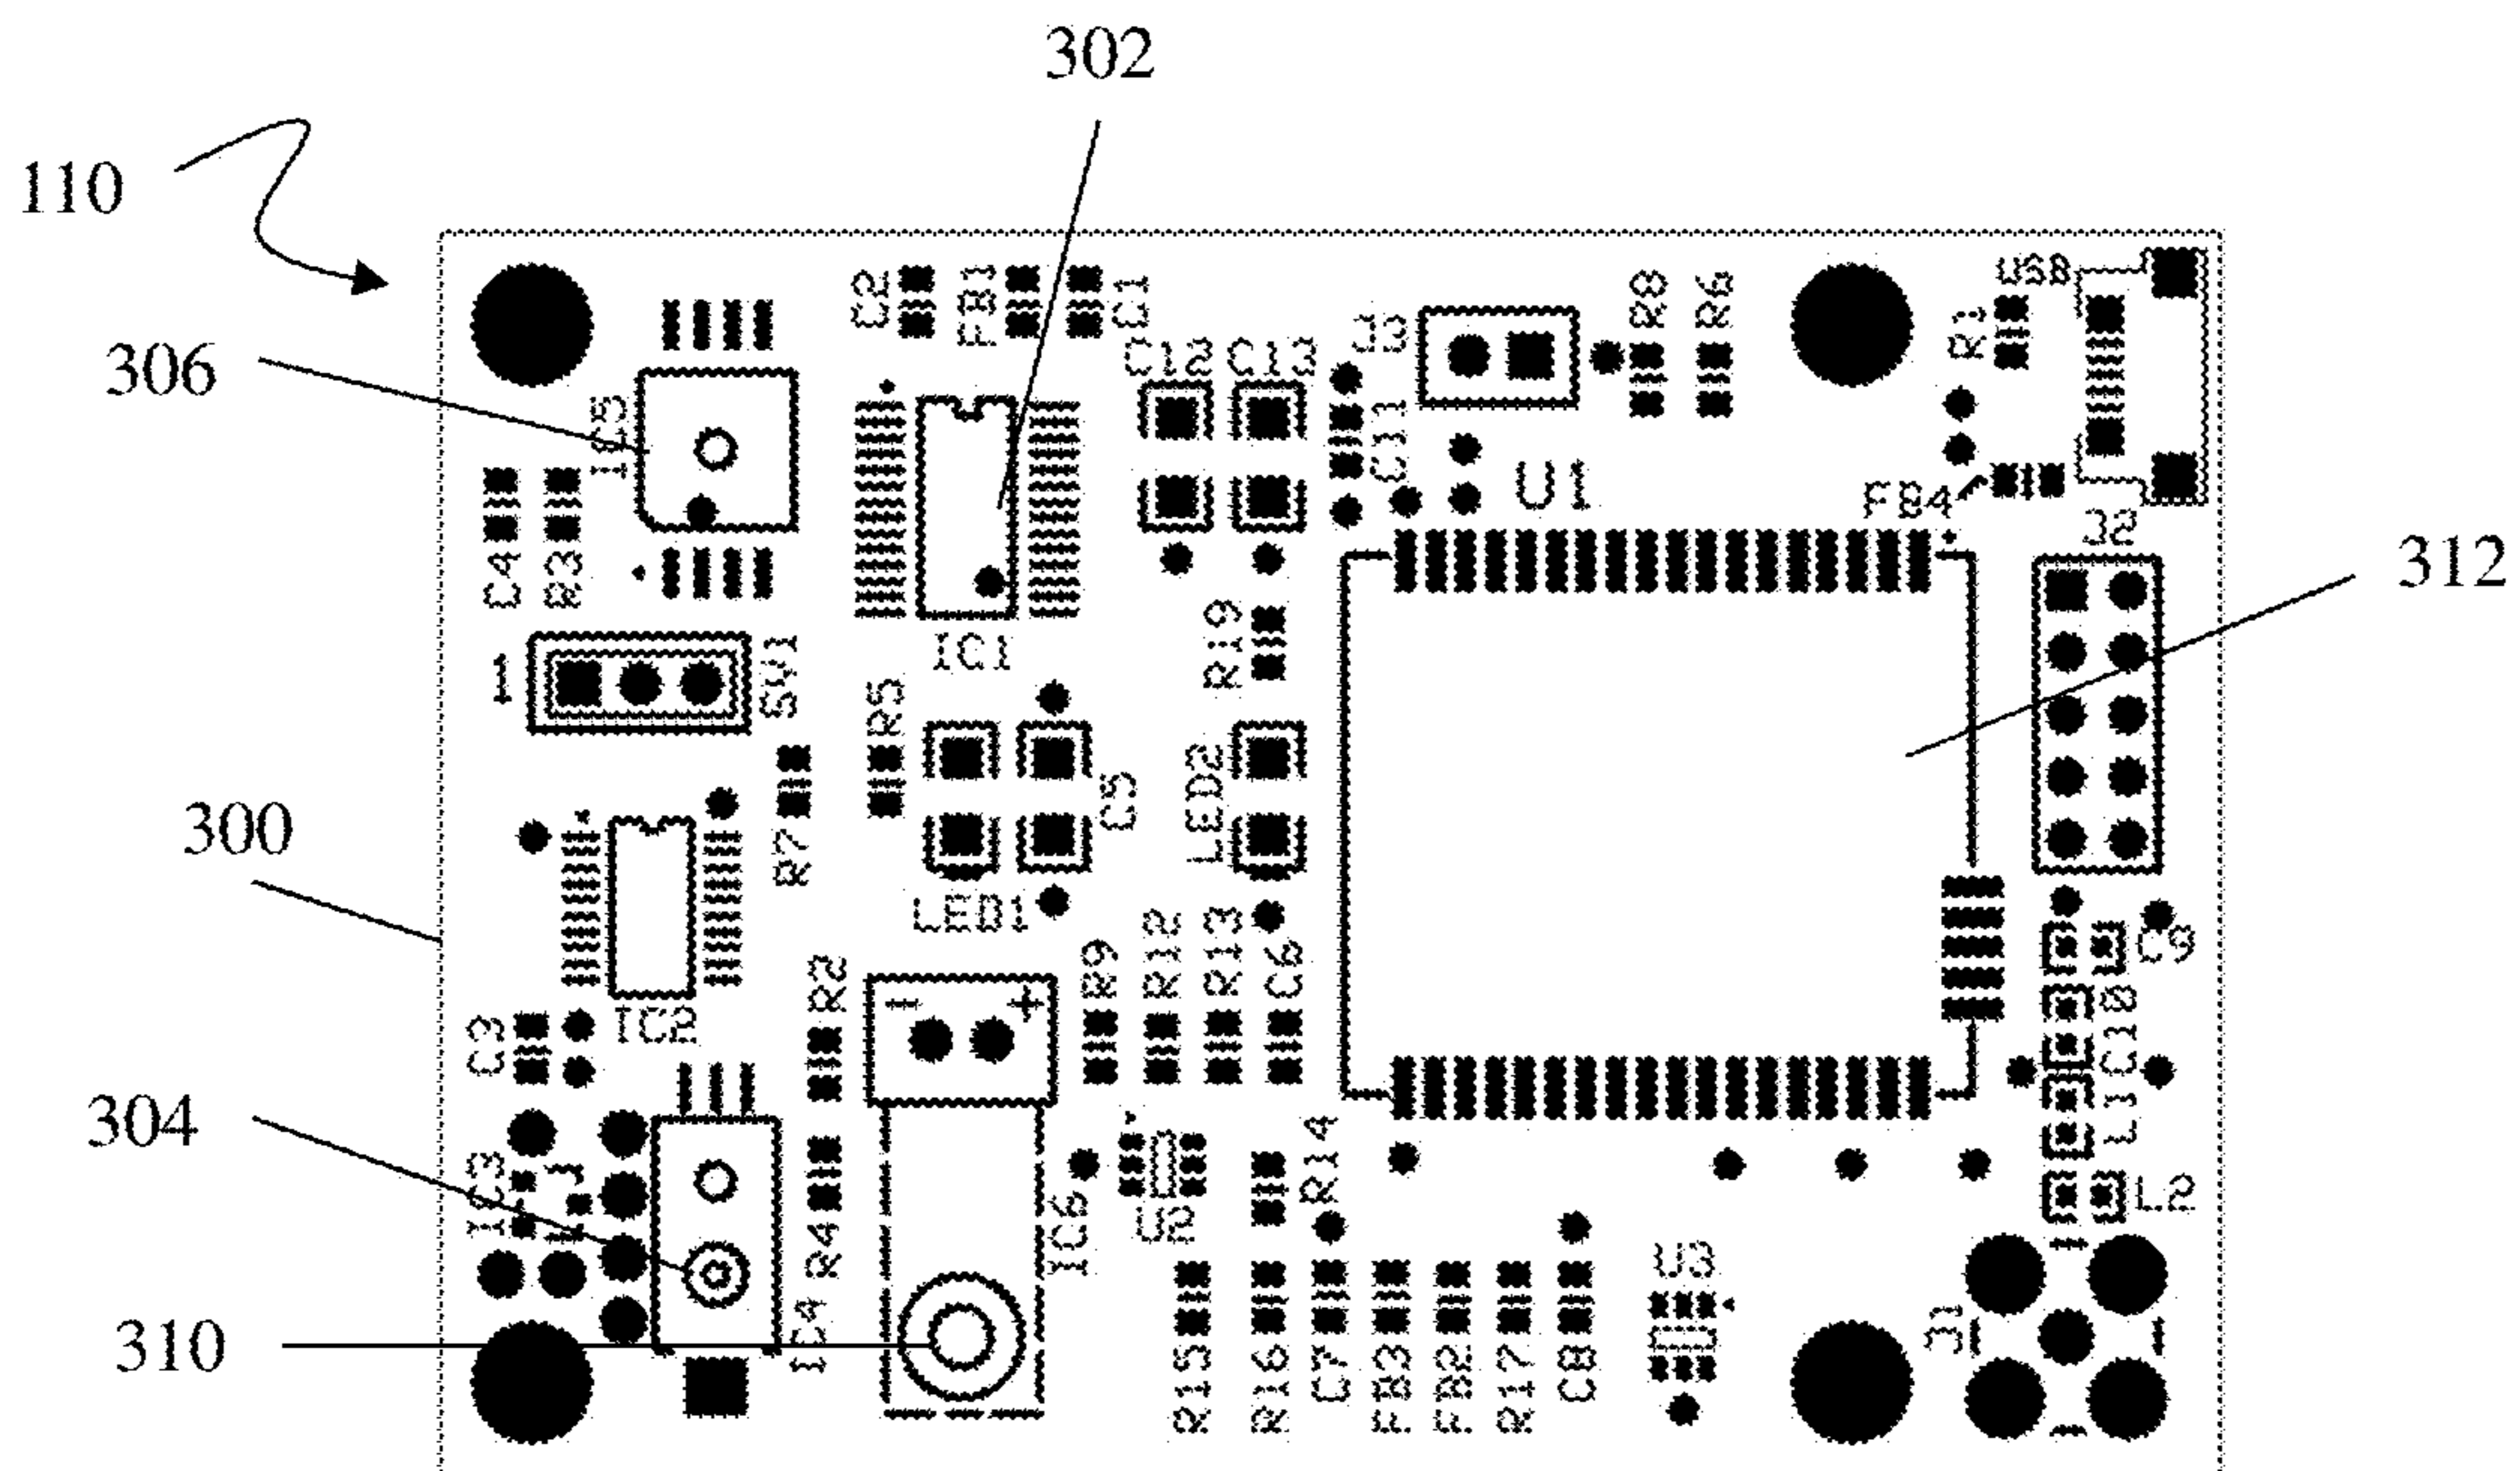 302
110
306
C2
FB1
C1
C12
C13
J3
R8
R6
USB
R1
IC5
C11
U1
FB4
J2
312
C4
R3
IC1
R19
1
SV1
R5
R7
C5
LED2
300
LED1
R2
R9
R12
R13
C6
C9
C3
IC2
- +
C10
L1
304
IC3
R14
U2
L2
R4
IC6
U3
J1
310
IC4
R15
R16
C7
FB3
FB2
R17
C8